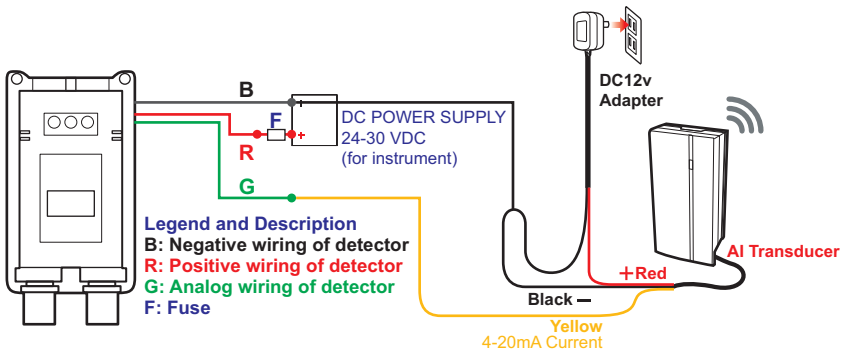 DC12v
Adapter
B
F
DC POWER SUPPLY
24-30 VDC
(for instrument)
+
R
G
Legend and Description
B: Negative wiring of detector
R: Positive wiring of detector
G: Analog wiring of detector
F: Fuse
AI Transducer
+Red
Black −
Yellow
4-20mA Current